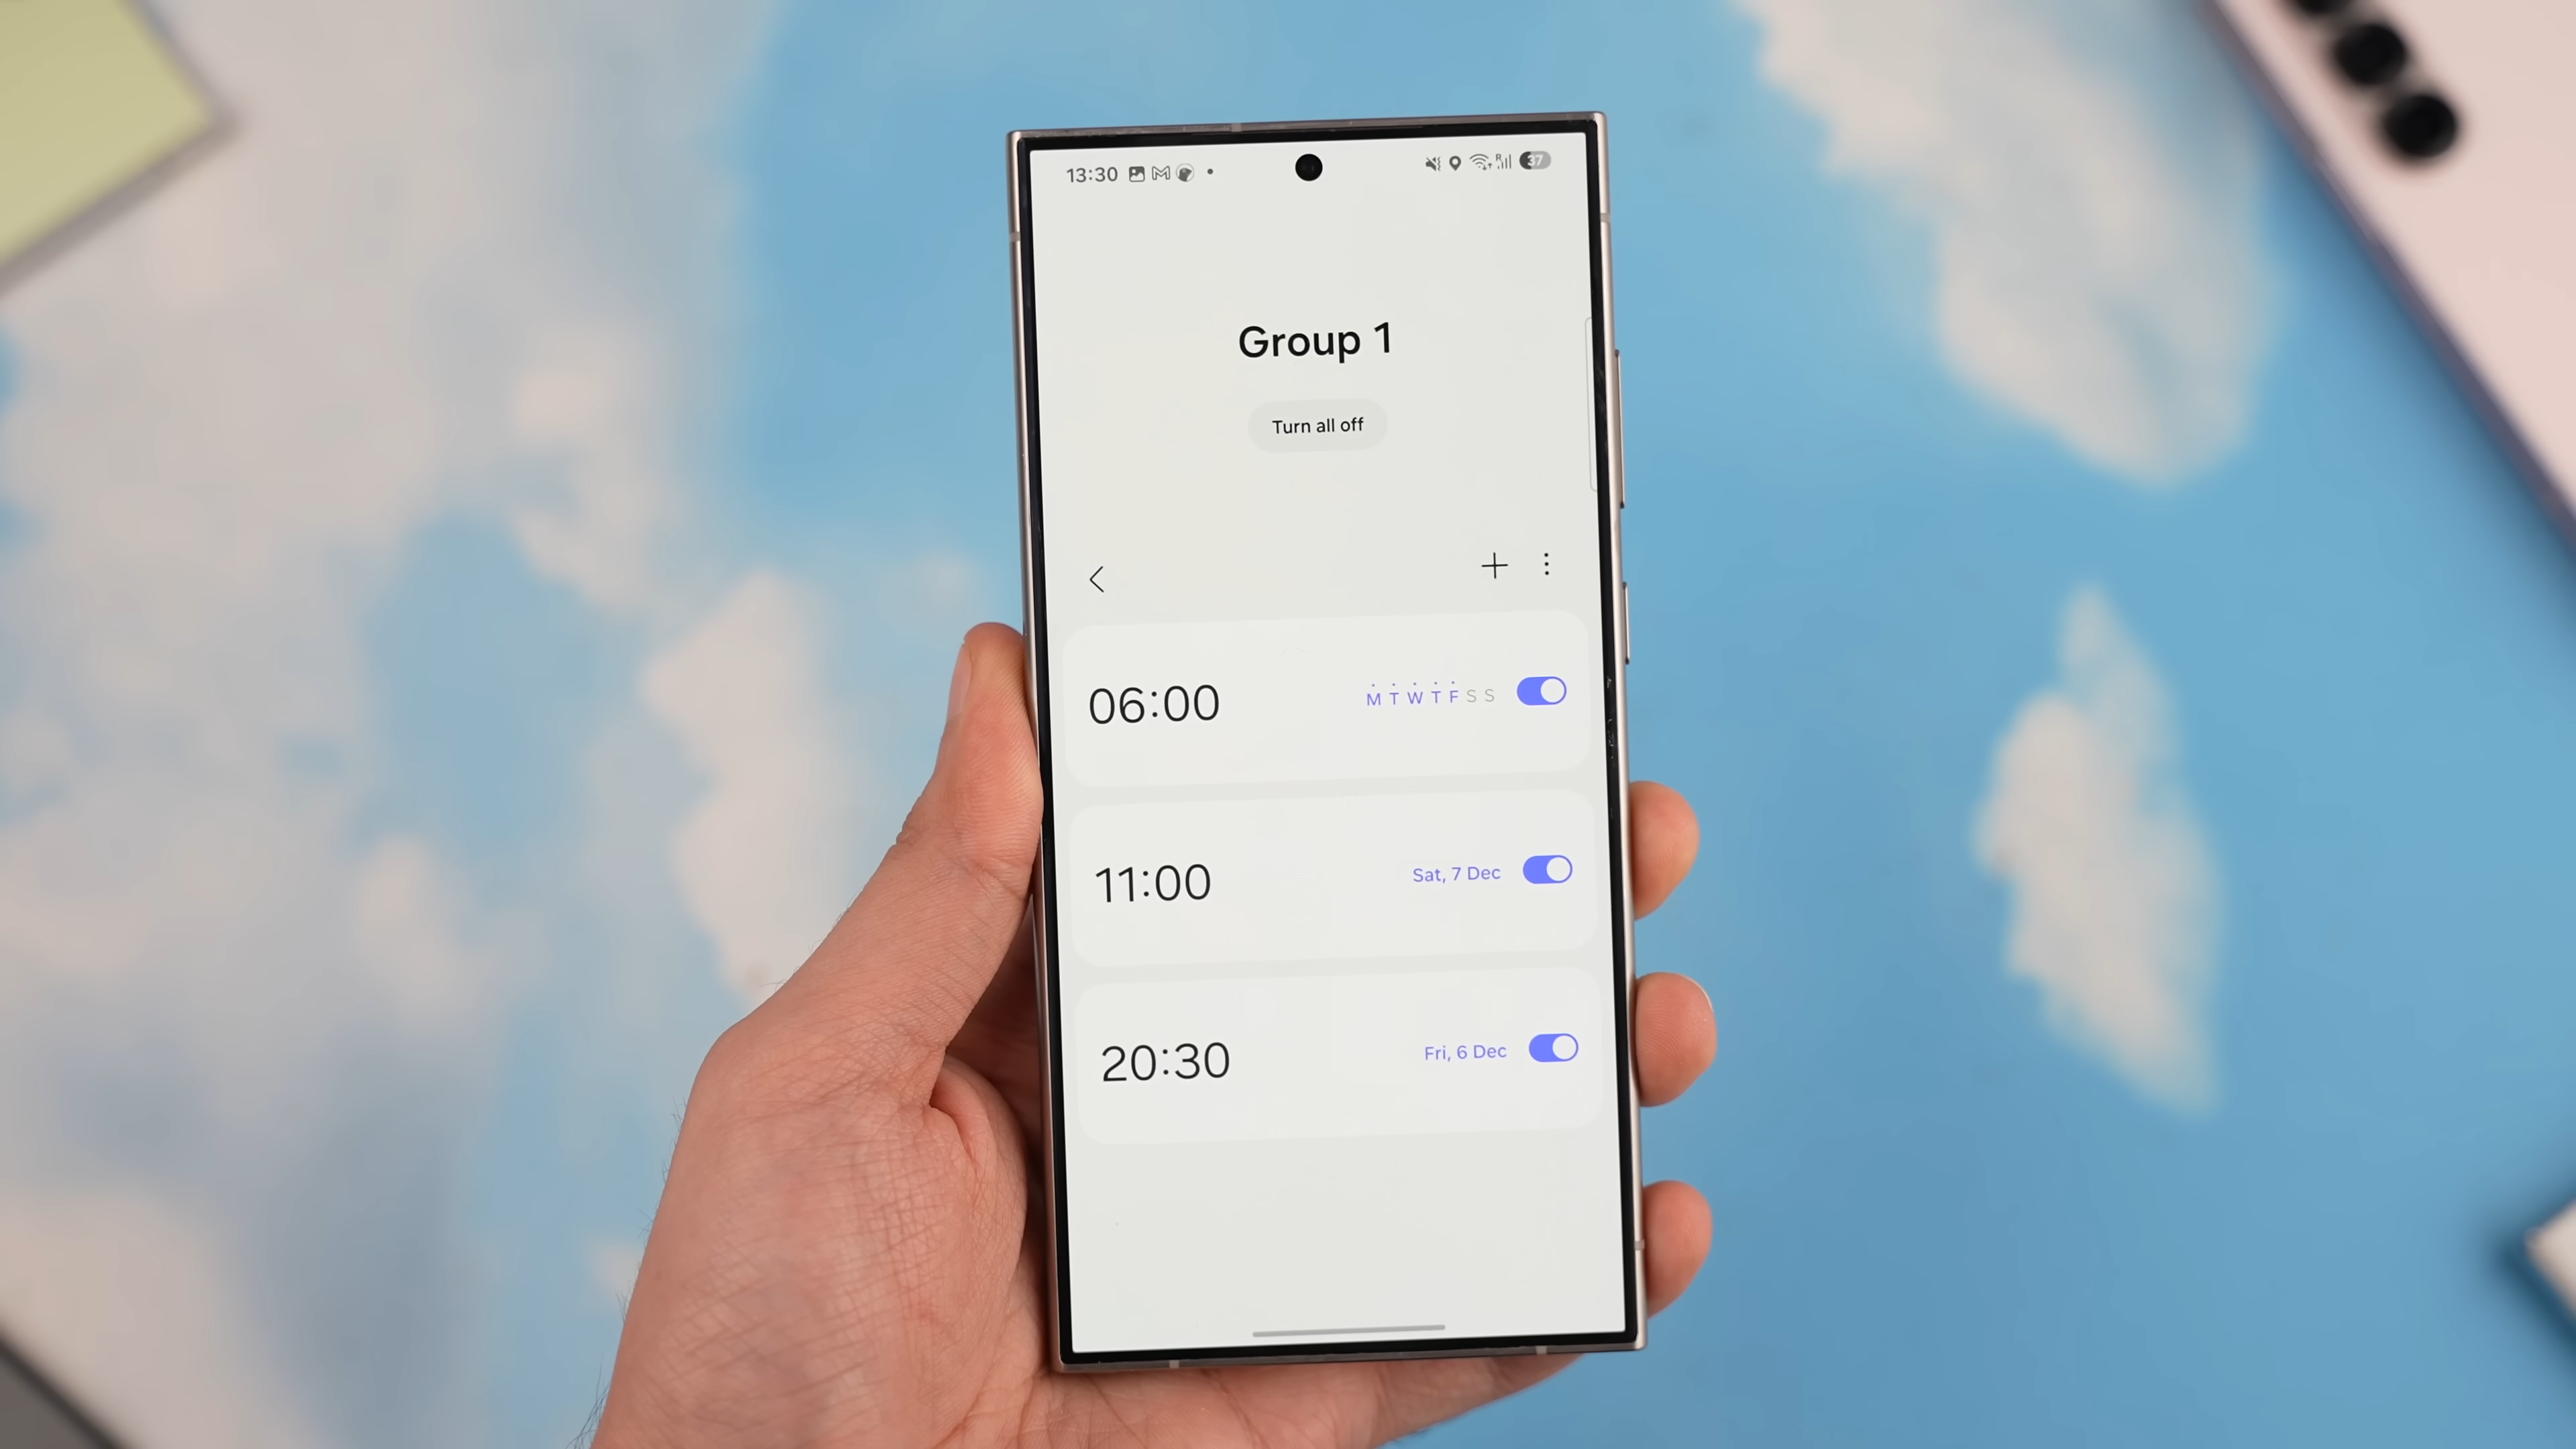 13:30 37
Group 1
Turn all off
06:00 M T W T F S S
11:00 Sat, 7 Dec
20:30 Fri, 6 Dec